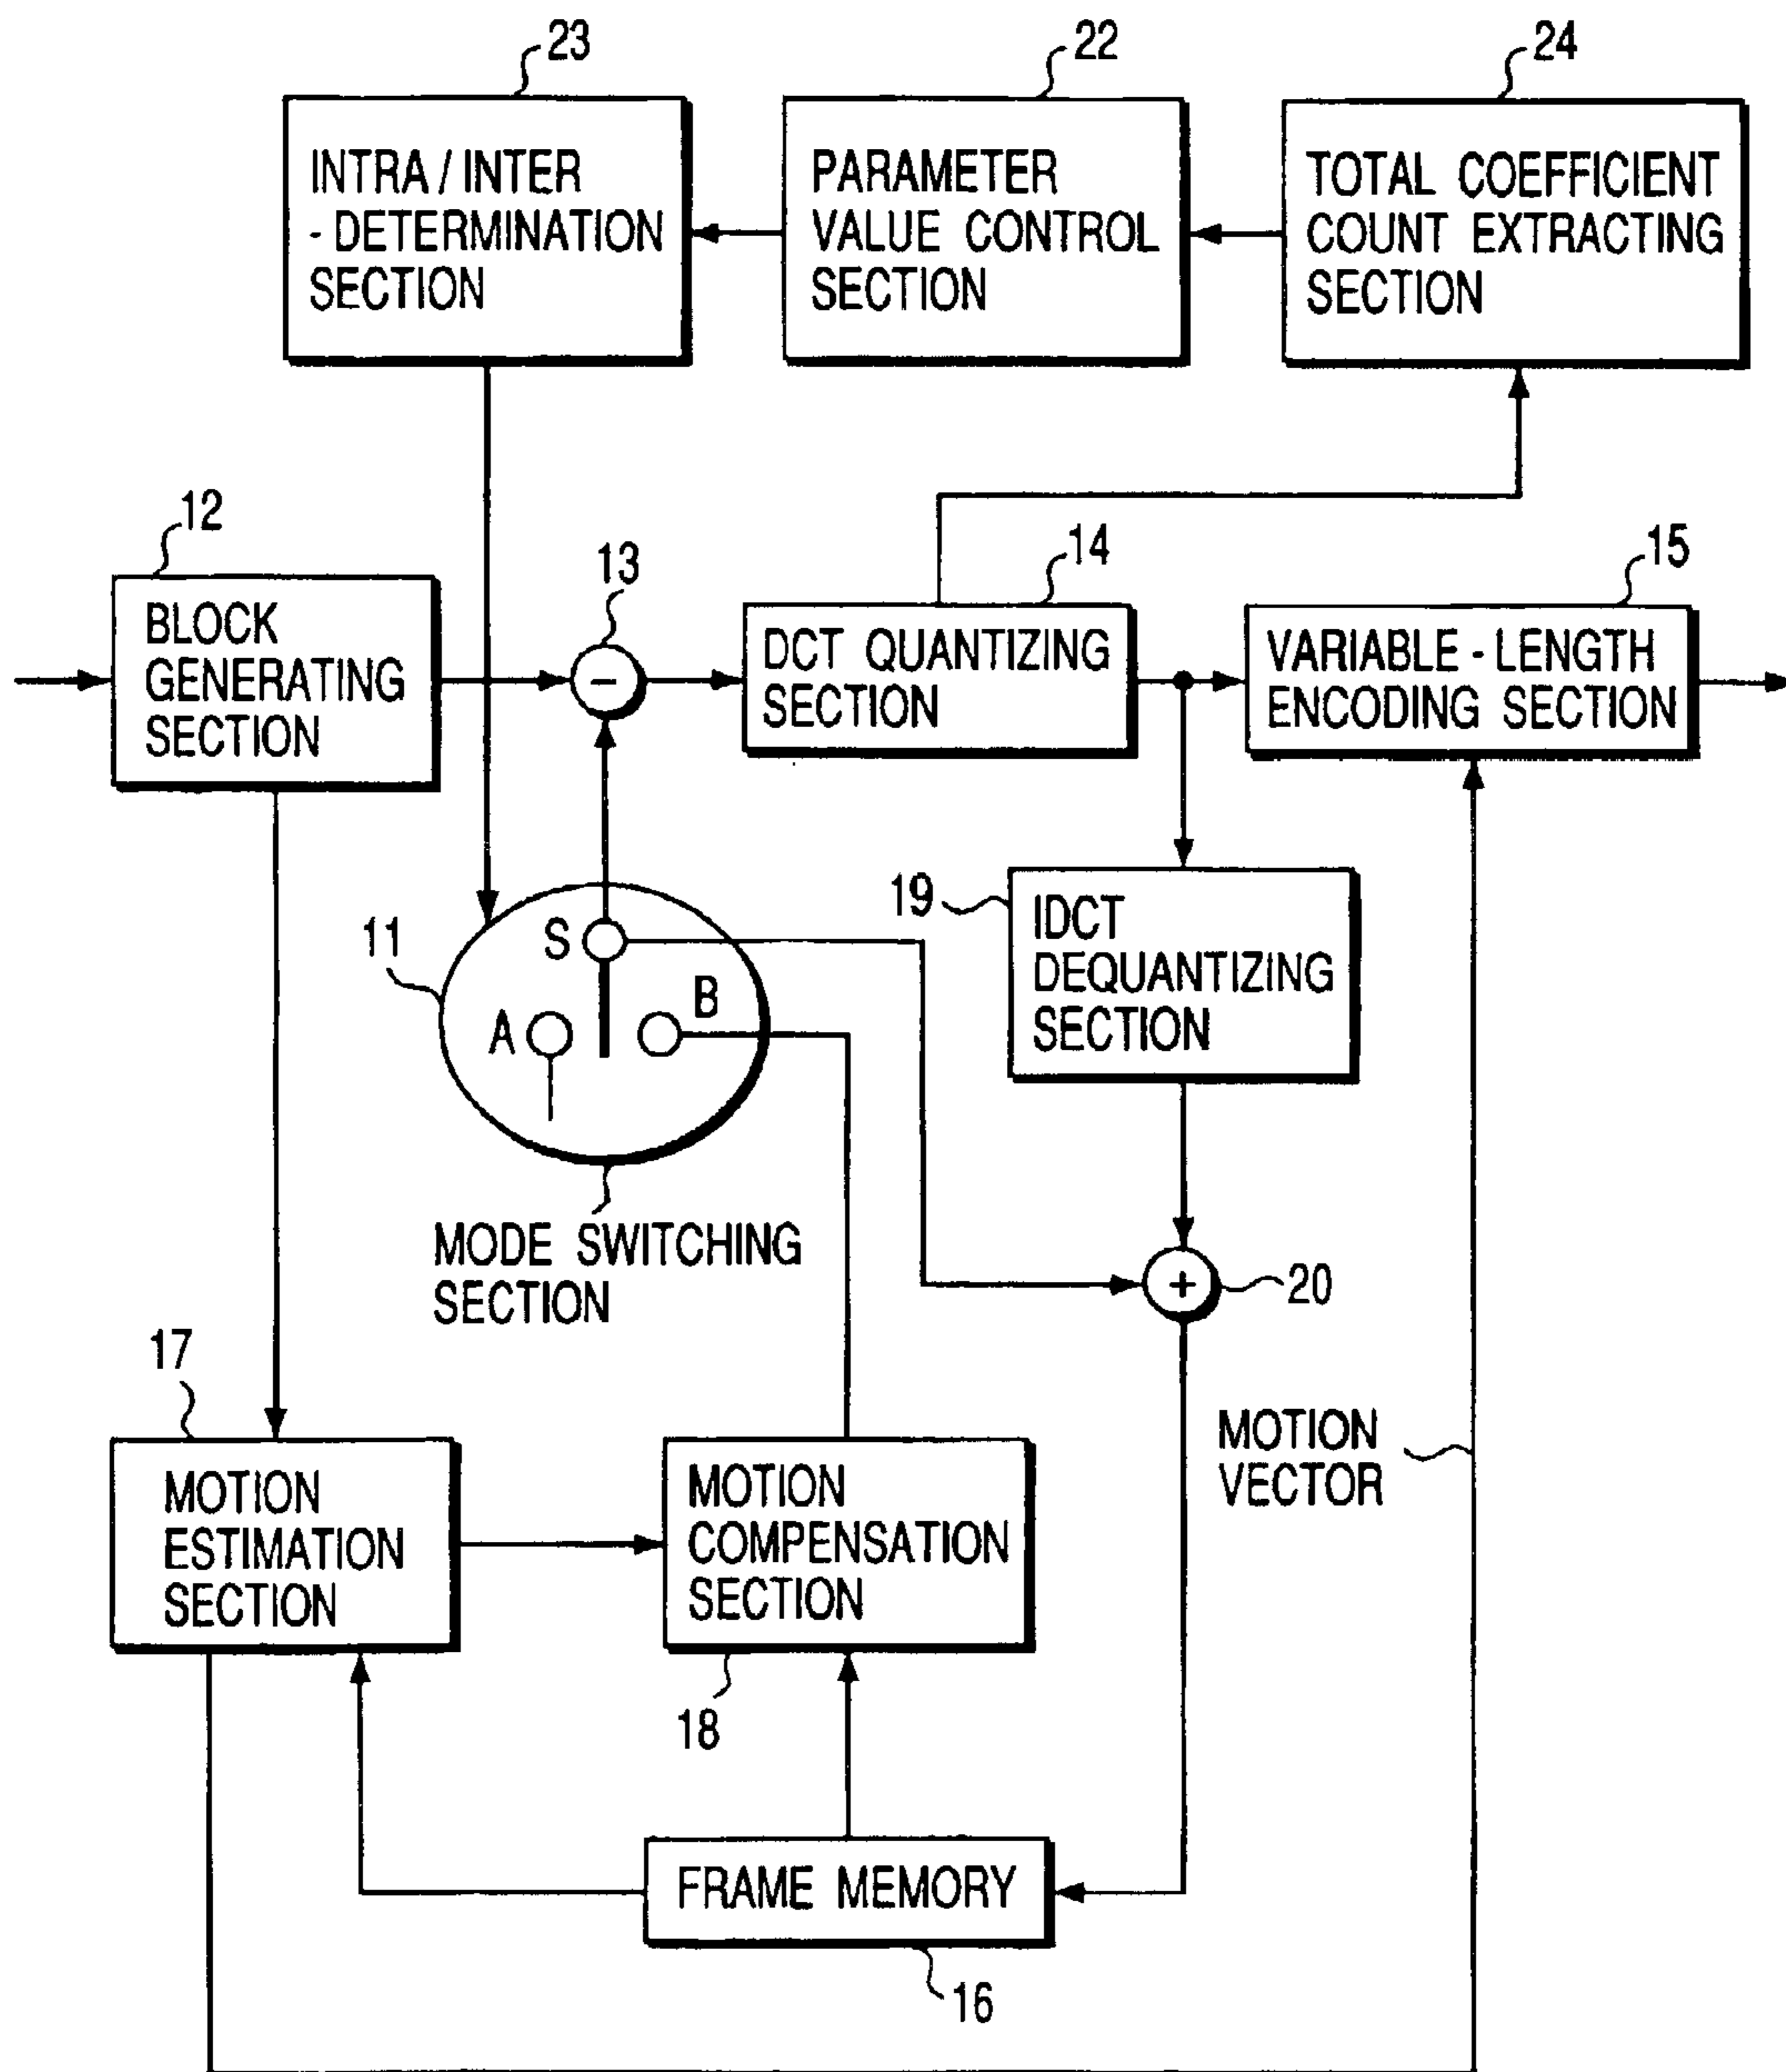 23
22
24
INTRA / INTER
- DETERMINATION
SECTION
PARAMETER
VALUE CONTROL
SECTION
TOTAL COEFFICIENT
COUNT EXTRACTING
SECTION
12
13
14
15
BLOCK
GENERATING
SECTION
-
DCT QUANTIZING
SECTION
VARIABLE - LENGTH
ENCODING SECTION
11
S
A
B
19
IDCT
DEQUANTIZING
SECTION
MODE SWITCHING
SECTION
+
20
17
MOTION
ESTIMATION
SECTION
MOTION
COMPENSATION
SECTION
18
MOTION
VECTOR
FRAME MEMORY
16